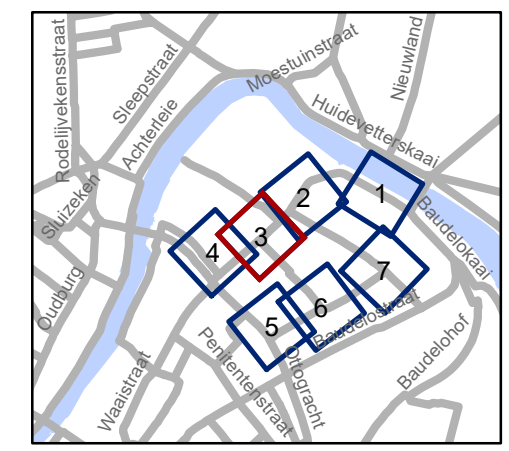 Rodelijvekensstraat
Sleepstraat
Achterleie
Moestuinstraat
Nieuwland
Huidevetterskaai
Sluizeken
Oudburg
Baudelokaai
1
2
3
4
7
6
5
Baudelostraat
Penitentenstraat
Ottogracht
Waaistraat
Baudelohof